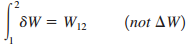 ∫₁² δW = W₁₂ (not ΔW)